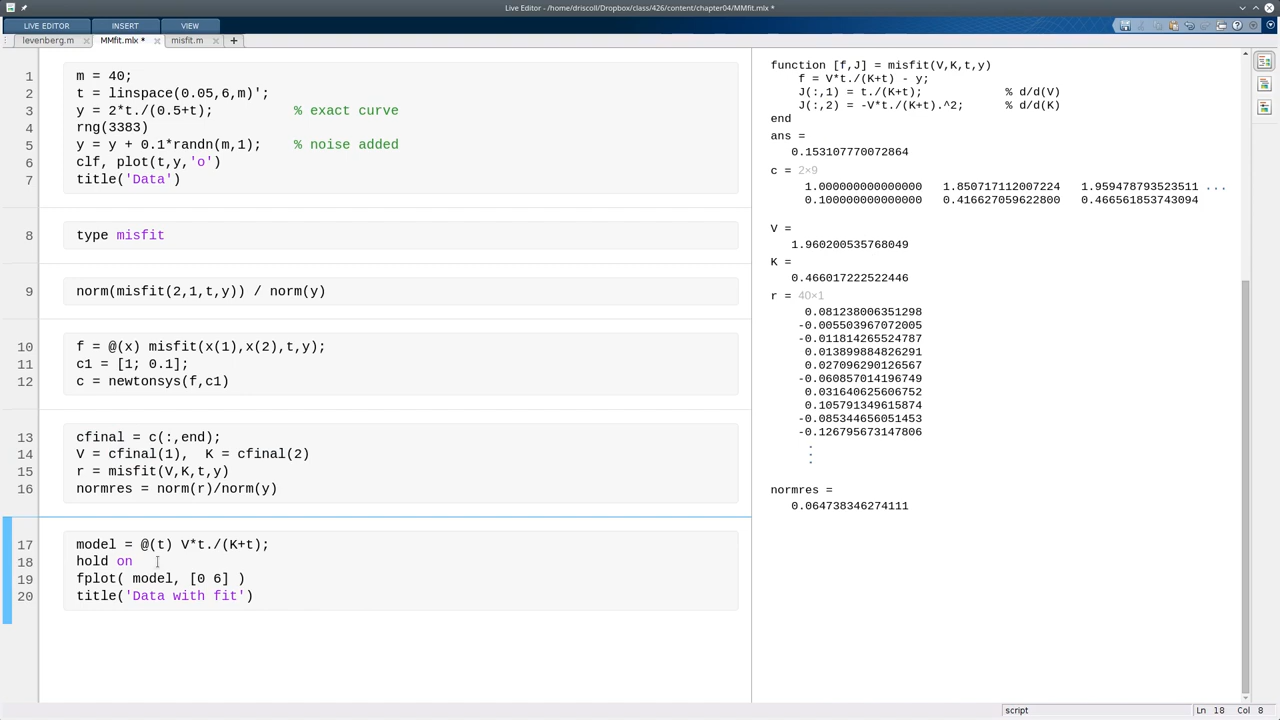 Live Editor - /home/driscoll/Dropbox/class/426/content/chapter04/MMfit.mlx *
LIVE EDITOR INSERT VIEW
levenberg.m MMfit.mlx * misfit.m
1 m = 40;
2 t = linspace(0.05,6,m)';
3 y = 2*t./(0.5+t); % exact curve
4 rng(3383)
5 y = y + 0.1*randn(m,1); % noise added
6 clf, plot(t,y,'o')
7 title('Data')
8 type misfit
9 norm(misfit(2,1,t,y)) / norm(y)
10 f = @(x) misfit(x(1),x(2),t,y);
11 c1 = [1; 0.1];
12 c = newtonsys(f,c1)
13 cfinal = c(:,end);
14 V = cfinal(1), K = cfinal(2)
15 r = misfit(V,K,t,y)
16 normres = norm(r)/norm(y)
17 model = @(t) V*t./(K+t);
18 hold on
19 fplot( model, [0 6] )
20 title('Data with fit')
function [f,J] = misfit(V,K,t,y)
f = V*t./(K+t) - y;
J(:,1) = t./(K+t); % d/d(V)
J(:,2) = -V*t./(K+t).^2; % d/d(K)
end
ans =
0.153107770072864
c = 2×9
1.000000000000000 1.850717112007224 1.959478793523511 ...
0.100000000000000 0.416627059622800 0.466561853743094
V =
1.960200535768049
K =
0.466017222522446
r = 40×1
0.081238006351298
-0.005503967072005
-0.011814265524787
0.013899884826291
0.027096290126567
-0.060857014196749
0.031640625606752
0.105791349615874
-0.085344656051453
-0.126795673147806
.
.
.
normres =
0.064738346274111
script Ln 18 Col 8